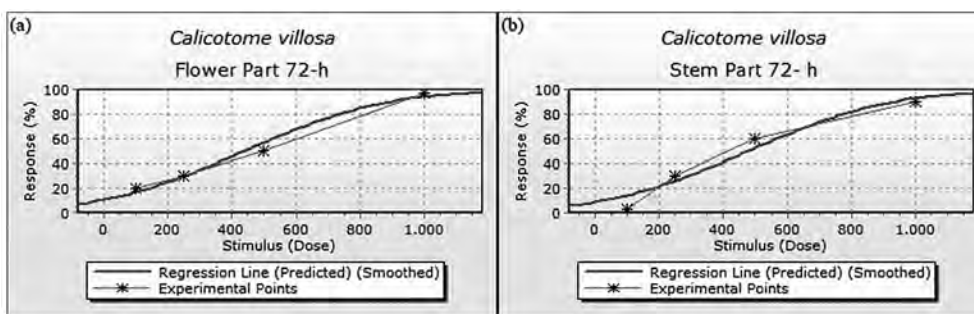 (a)
Calicotome villosa
Flower Part 72-h
Response (%)
100
80
60
40
20
0
0 200 400 600 800 1.000
Stimulus (Dose)
Regression Line (Predicted) (Smoothed)
Experimental Points
(b)
Calicotome villosa
Stem Part 72- h
Response (%)
100
80
60
40
20
0
0 200 400 600 800 1.000
Stimulus (Dose)
Regression Line (Predicted) (Smoothed)
Experimental Points